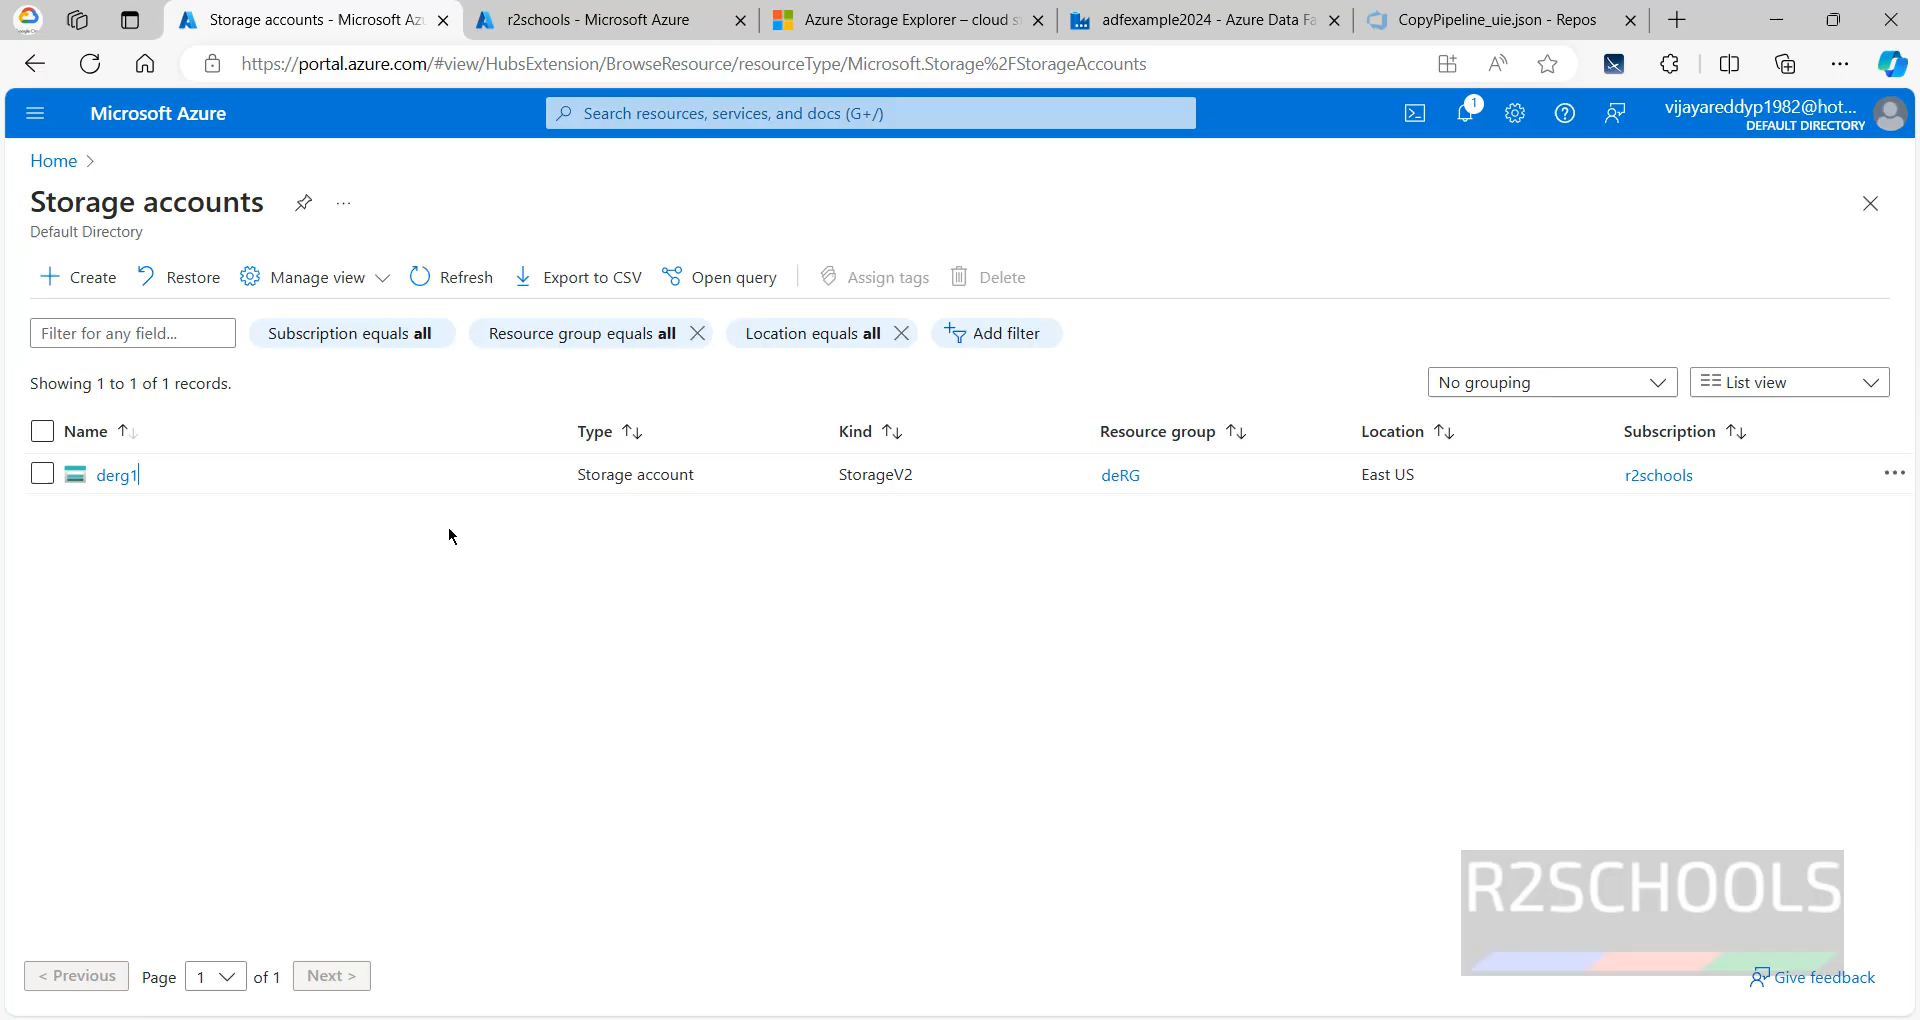 Storage accounts - Microsoft Az
r2schools - Microsoft Azure
Azure Storage Explorer – cloud s
adfexample2024 - Azure Data Fa
CopyPipeline_uie.json - Repos
https://portal.azure.com/#view/HubsExtension/BrowseResource/resourceType/Microsoft.Storage%2FStorageAccounts
Microsoft Azure
Search resources, services, and docs (G+/)
1
vijayareddyp1982@hot...
DEFAULT DIRECTORY
Home >
Storage accounts
Default Directory
Create Restore Manage view Refresh Export to CSV Open query Assign tags Delete
Filter for any field... Subscription equals all Resource group equals all Location equals all Add filter
Showing 1 to 1 of 1 records.
No grouping List view
Name Type Kind Resource group Location Subscription
derg1 Storage account StorageV2 deRG East US r2schools
R2SCHOOLS
< Previous Page 1 of 1 Next >
Give feedback